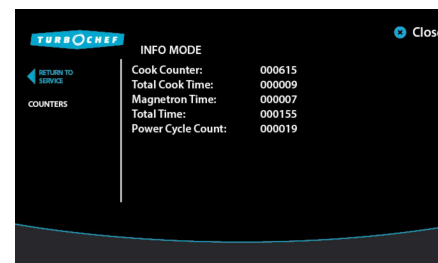 TURBOCHEF
Close
INFO MODE
RETURN TO
SERVICE
COUNTERS
Cook Counter: 000615
Total Cook Time: 000009
Magnetron Time: 000007
Total Time: 000155
Power Cycle Count: 000019